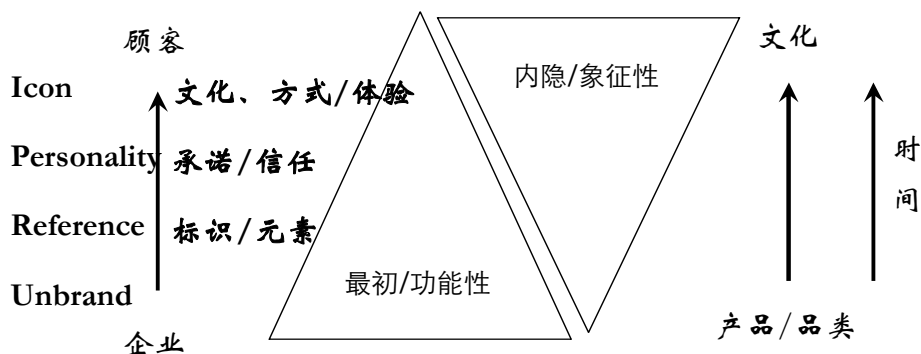 顾客
文化
内隐/象征性
Icon
文化、方式/体验
Personality
承诺/信任
时间
Reference
标识/元素
最初/功能性
Unbrand
产品/品类
企业